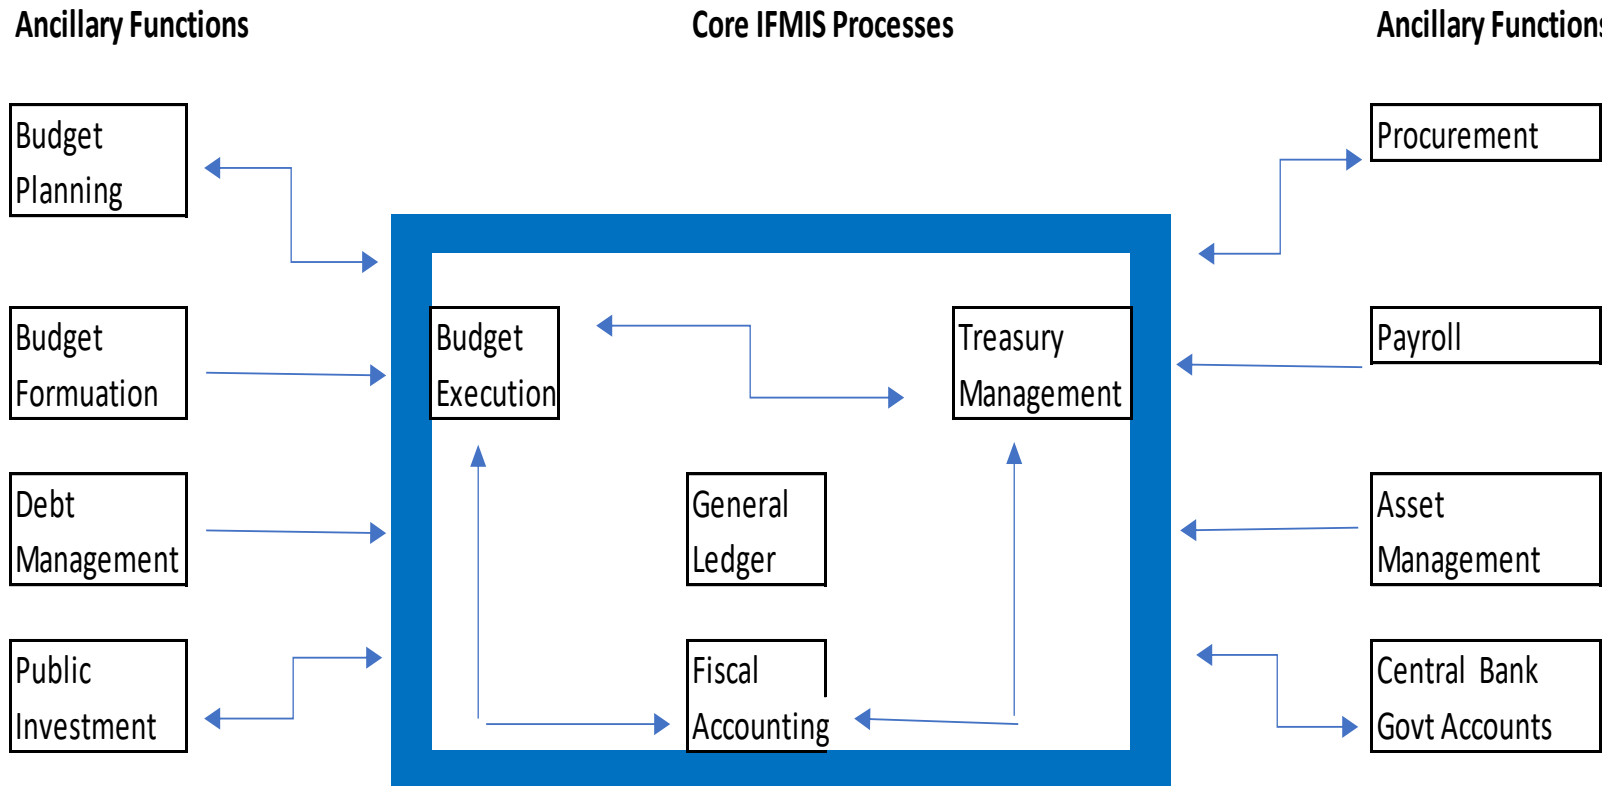 Ancillary Functions
Core IFMIS Processes
Ancillary Functions
Budget
Planning
Procurement
Budget
Formuation
Budget
Execution
Treasury
Management
Payroll
Debt
Management
General
Ledger
Asset
Management
Public
Investment
Fiscal
Accounting
Central Bank
Govt Accounts